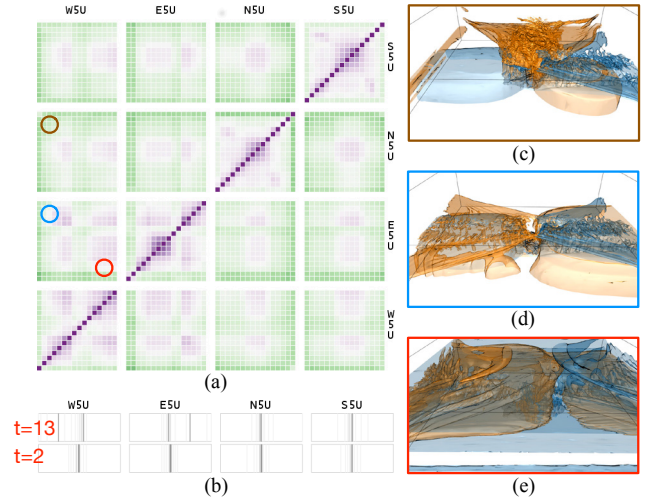 W5U E5U N5U S5U
S5U
N5U
E5U
W5U
(a)
W5U E5U N5U S5U
t=13
t=2
(b)
(c)
(d)
(e)